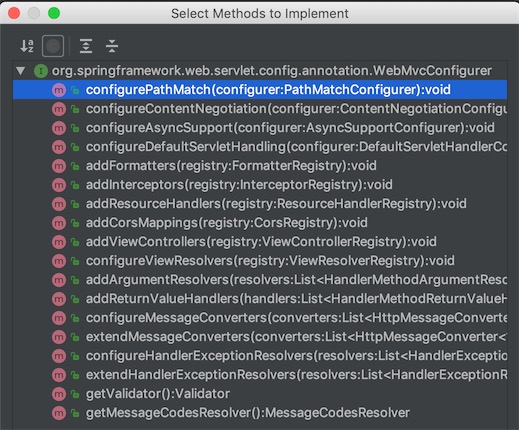 Select Methods to Implement
org.springframework.web.servlet.config.annotation.WebMvcConfigurer
configurePathMatch(configurer:PathMatchConfigurer):void
configureContentNegotiation(configurer:ContentNegotiationConfigu
configureAsyncSupport(configurer:AsyncSupportConfigurer):void
configureDefaultServletHandling(configurer:DefaultServletHandlerCo
addFormatters(registry:FormatterRegistry):void
addInterceptors(registry:InterceptorRegistry):void
addResourceHandlers(registry:ResourceHandlerRegistry):void
addCorsMappings(registry:CorsRegistry):void
addViewControllers(registry:ViewControllerRegistry):void
configureViewResolvers(registry:ViewResolverRegistry):void
addArgumentResolvers(resolvers:List<HandlerMethodArgumentReso
addReturnValueHandlers(handlers:List<HandlerMethodReturnValueH
configureMessageConverters(converters:List<HttpMessageConverter
extendMessageConverters(converters:List<HttpMessageConverter<
configureHandlerExceptionResolvers(resolvers:List<HandlerException
extendHandlerExceptionResolvers(resolvers:List<HandlerExceptionR
getValidator():Validator
getMessageCodesResolver():MessageCodesResolver